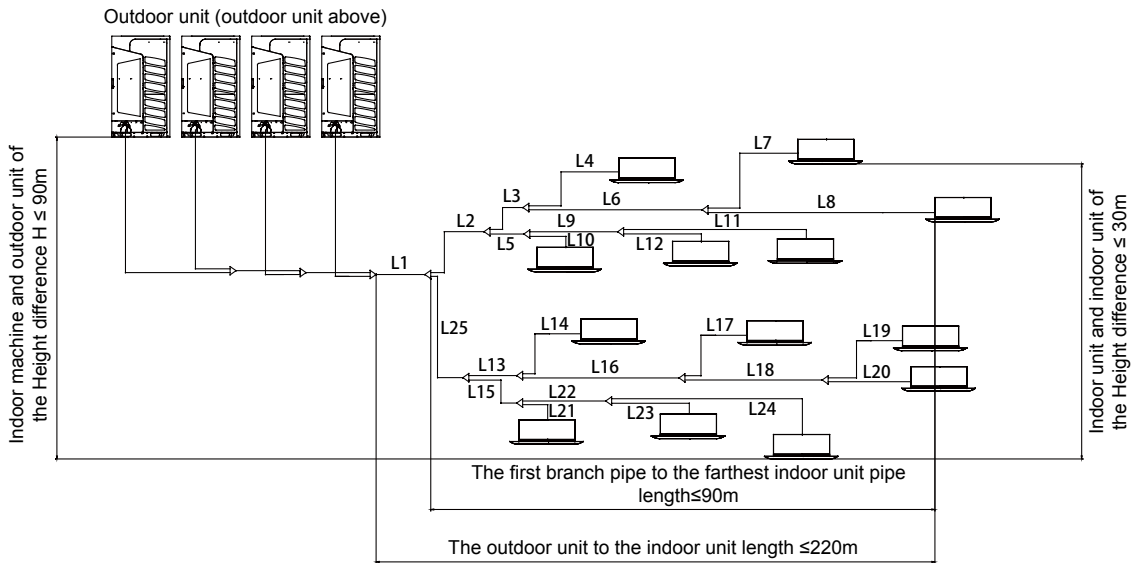 Outdoor unit (outdoor unit above)
Indoor machine and outdoor unit of
the Height difference H ≤ 90m
L1
L2
L3
L4
L5
L6
L7
L8
L9
L10
L11
L12
L25
L13
L14
L15
L16
L17
L18
L19
L20
L21
L22
L23
L24
Indoor unit and indoor unit of
the Height difference ≤ 30m
The first branch pipe to the farthest indoor unit pipe
length≤90m
The outdoor unit to the indoor unit length ≤220m